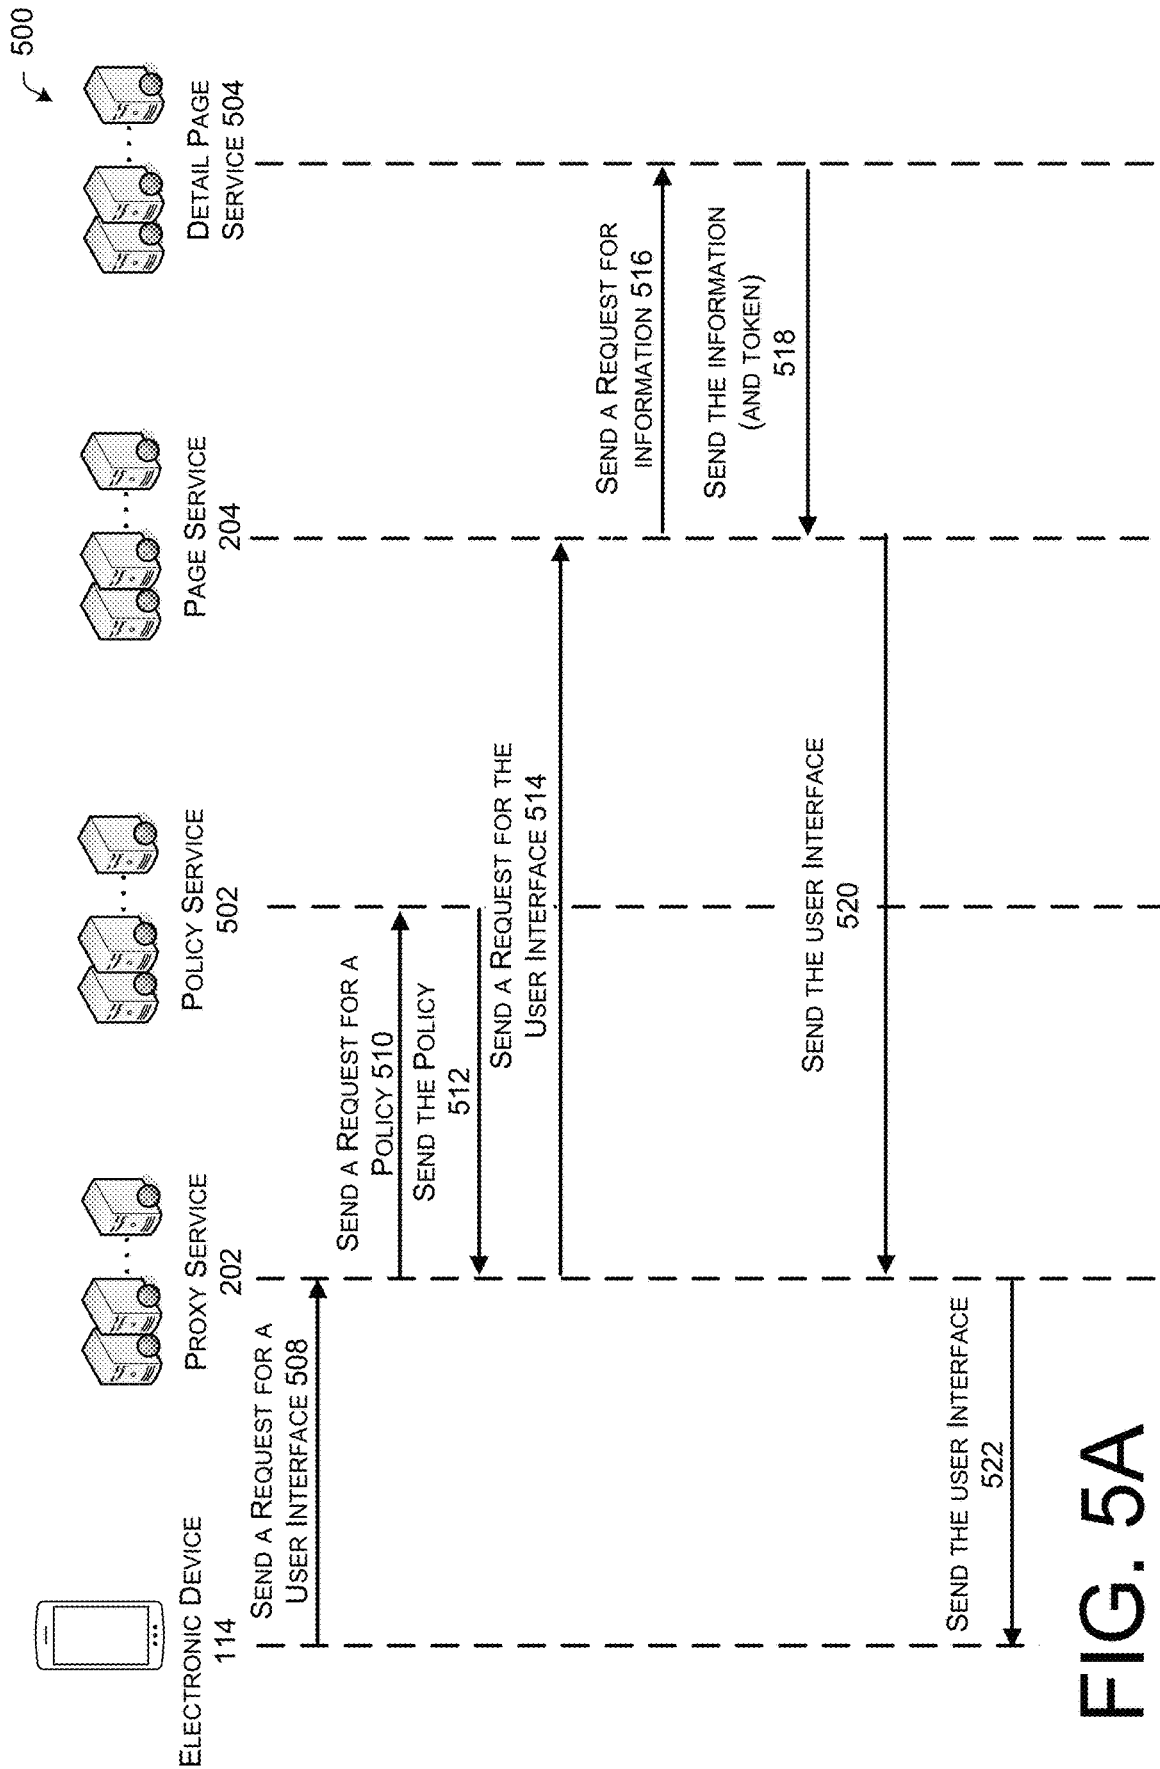 500
ELECTRONIC DEVICE
114
PROXY SERVICE
202
POLICY SERVICE
502
PAGE SERVICE
204
DETAIL PAGE
SERVICE 504
SEND A REQUEST FOR A
USER INTERFACE 508
SEND A REQUEST FOR A
POLICY 510
SEND THE POLICY
512
SEND A REQUEST FOR THE
USER INTERFACE 514
SEND A REQUEST FOR
INFORMATION 516
SEND THE INFORMATION
(AND TOKEN)
518
SEND THE USER INTERFACE
520
SEND THE USER INTERFACE
522
FIG. 5A